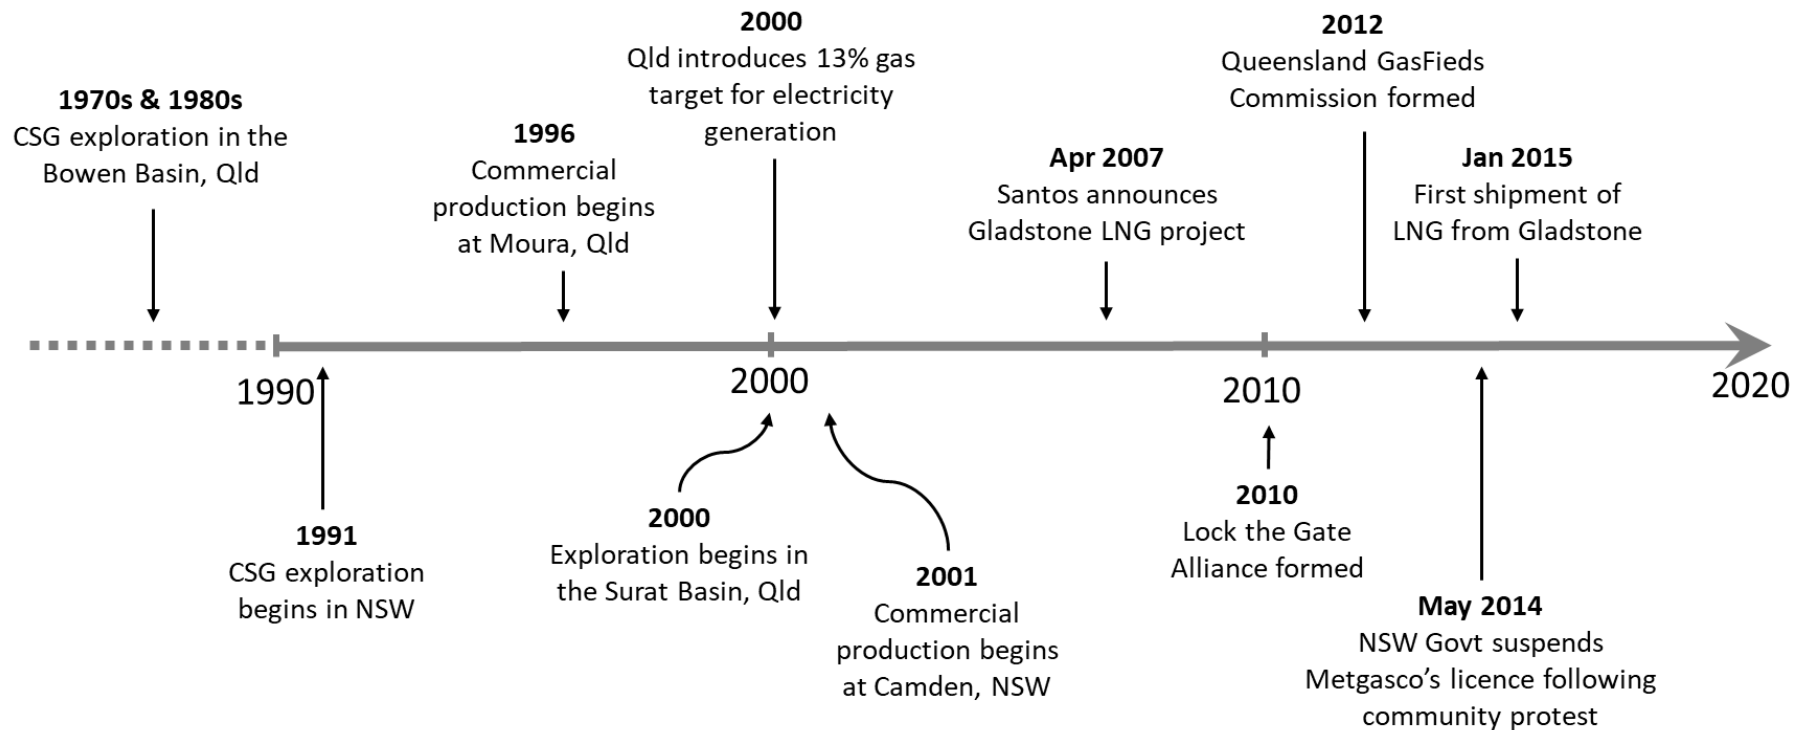 1970s & 1980s
CSG exploration in the
Bowen Basin, Qld
1996
Commercial
production begins
at Moura, Qld
2000
Qld introduces 13% gas
target for electricity
generation
Apr 2007
Santos announces
Gladstone LNG project
2012
Queensland GasFieds
Commission formed
Jan 2015
First shipment of
LNG from Gladstone
1990
2000
2010
2020
1991
CSG exploration
begins in NSW
2000
Exploration begins in
the Surat Basin, Qld
2001
Commercial
production begins
at Camden, NSW
2010
Lock the Gate
Alliance formed
May 2014
NSW Govt suspends
Metgasco’s licence following
community protest